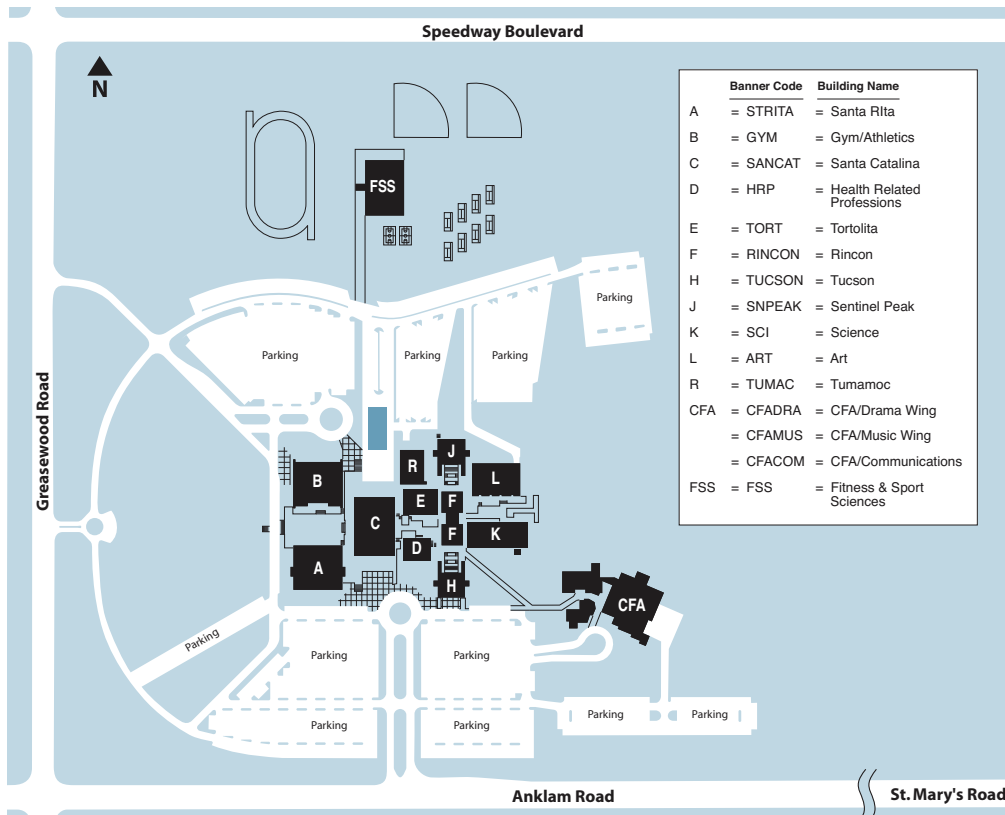 Speedway Boulevard
N
Banner Code Building Name
A = STRITA = Santa RIta
B = GYM = Gym/Athletics
C = SANCAT = Santa Catalina
D = HRP = Health Related
Professions
E = TORT = Tortolita
F = RINCON = Rincon
H = TUCSON = Tucson
J = SNPEAK = Sentinel Peak
K = SCI = Science
L = ART = Art
R = TUMAC = Tumamoc
CFA = CFADRA = CFA/Drama Wing
= CFAMUS = CFA/Music Wing
= CFACOM = CFA/Communications
FSS = FSS = Fitness & Sport
Sciences
FSS
Parking
Parking
Parking
Parking
Greasewood Road
J
R
L
B
E
F
C
K
F
D
A
H
CFA
Parking
Parking
Parking
Parking
Parking
Parking
Parking
Anklam Road
St. Mary's Road